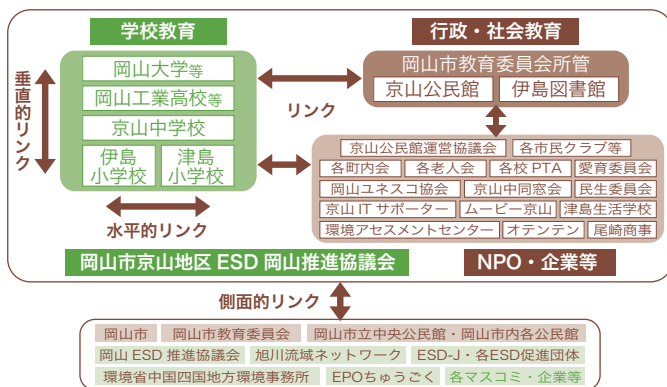 学校教育
行政・社会教育
垂直的リンク
岡山大学等
岡山工業高校等
京山中学校
伊島小学校
津島小学校
リンク
岡山市教育委員会所管
京山公民館 伊島図書館
京山公民館運営協議会 各市民クラブ等
各町内会 各老人会 各校 PTA 愛育委員会
岡山ユネスコ協会 京山中同窓会 民生委員会
京山 IT サポーター ムービー京山 津島生活学校
環境アセスメントセンター オテンテン 尾崎商事
水平的リンク
岡山市京山地区 ESD 岡山推進協議会
NPO・企業等
側面的リンク
岡山市 岡山市教育委員会 岡山市立中央公民館・岡山市内各公民館
岡山 ESD 推進協議会 旭川流域ネットワーク ESD-J・各ESD促進団体
環境省中国四国地方環境事務所 EPOちゅうごく 各マスコミ・企業等